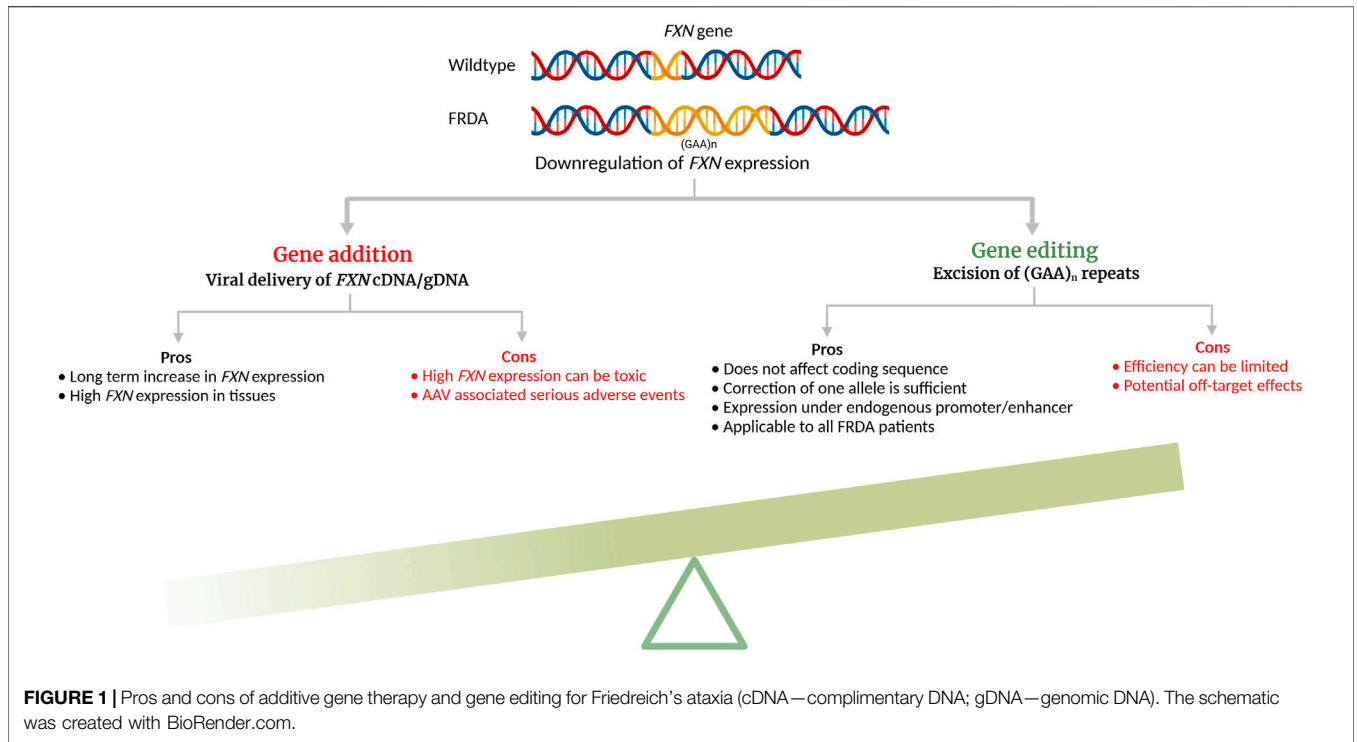 FXN gene
Wildtype
FRDA
(GAA)n
Downregulation of FXN expression
Gene addition
Viral delivery of FXN cDNA/gDNA
Pros
• Long term increase in FXN expression
• High FXN expression in tissues
Cons
• High FXN expression can be toxic
• AAV associated serious adverse events
Gene editing
Excision of (GAA)n repeats
Pros
• Does not affect coding sequence
• Correction of one allele is sufficient
• Expression under endogenous promoter/enhancer
• Applicable to all FRDA patients
Cons
• Efficiency can be limited
• Potential off-target effects
FIGURE 1 | Pros and cons of additive gene therapy and gene editing for Friedreich's ataxia (cDNA—complimentary DNA; gDNA—genomic DNA). The schematic
was created with BioRender.com.